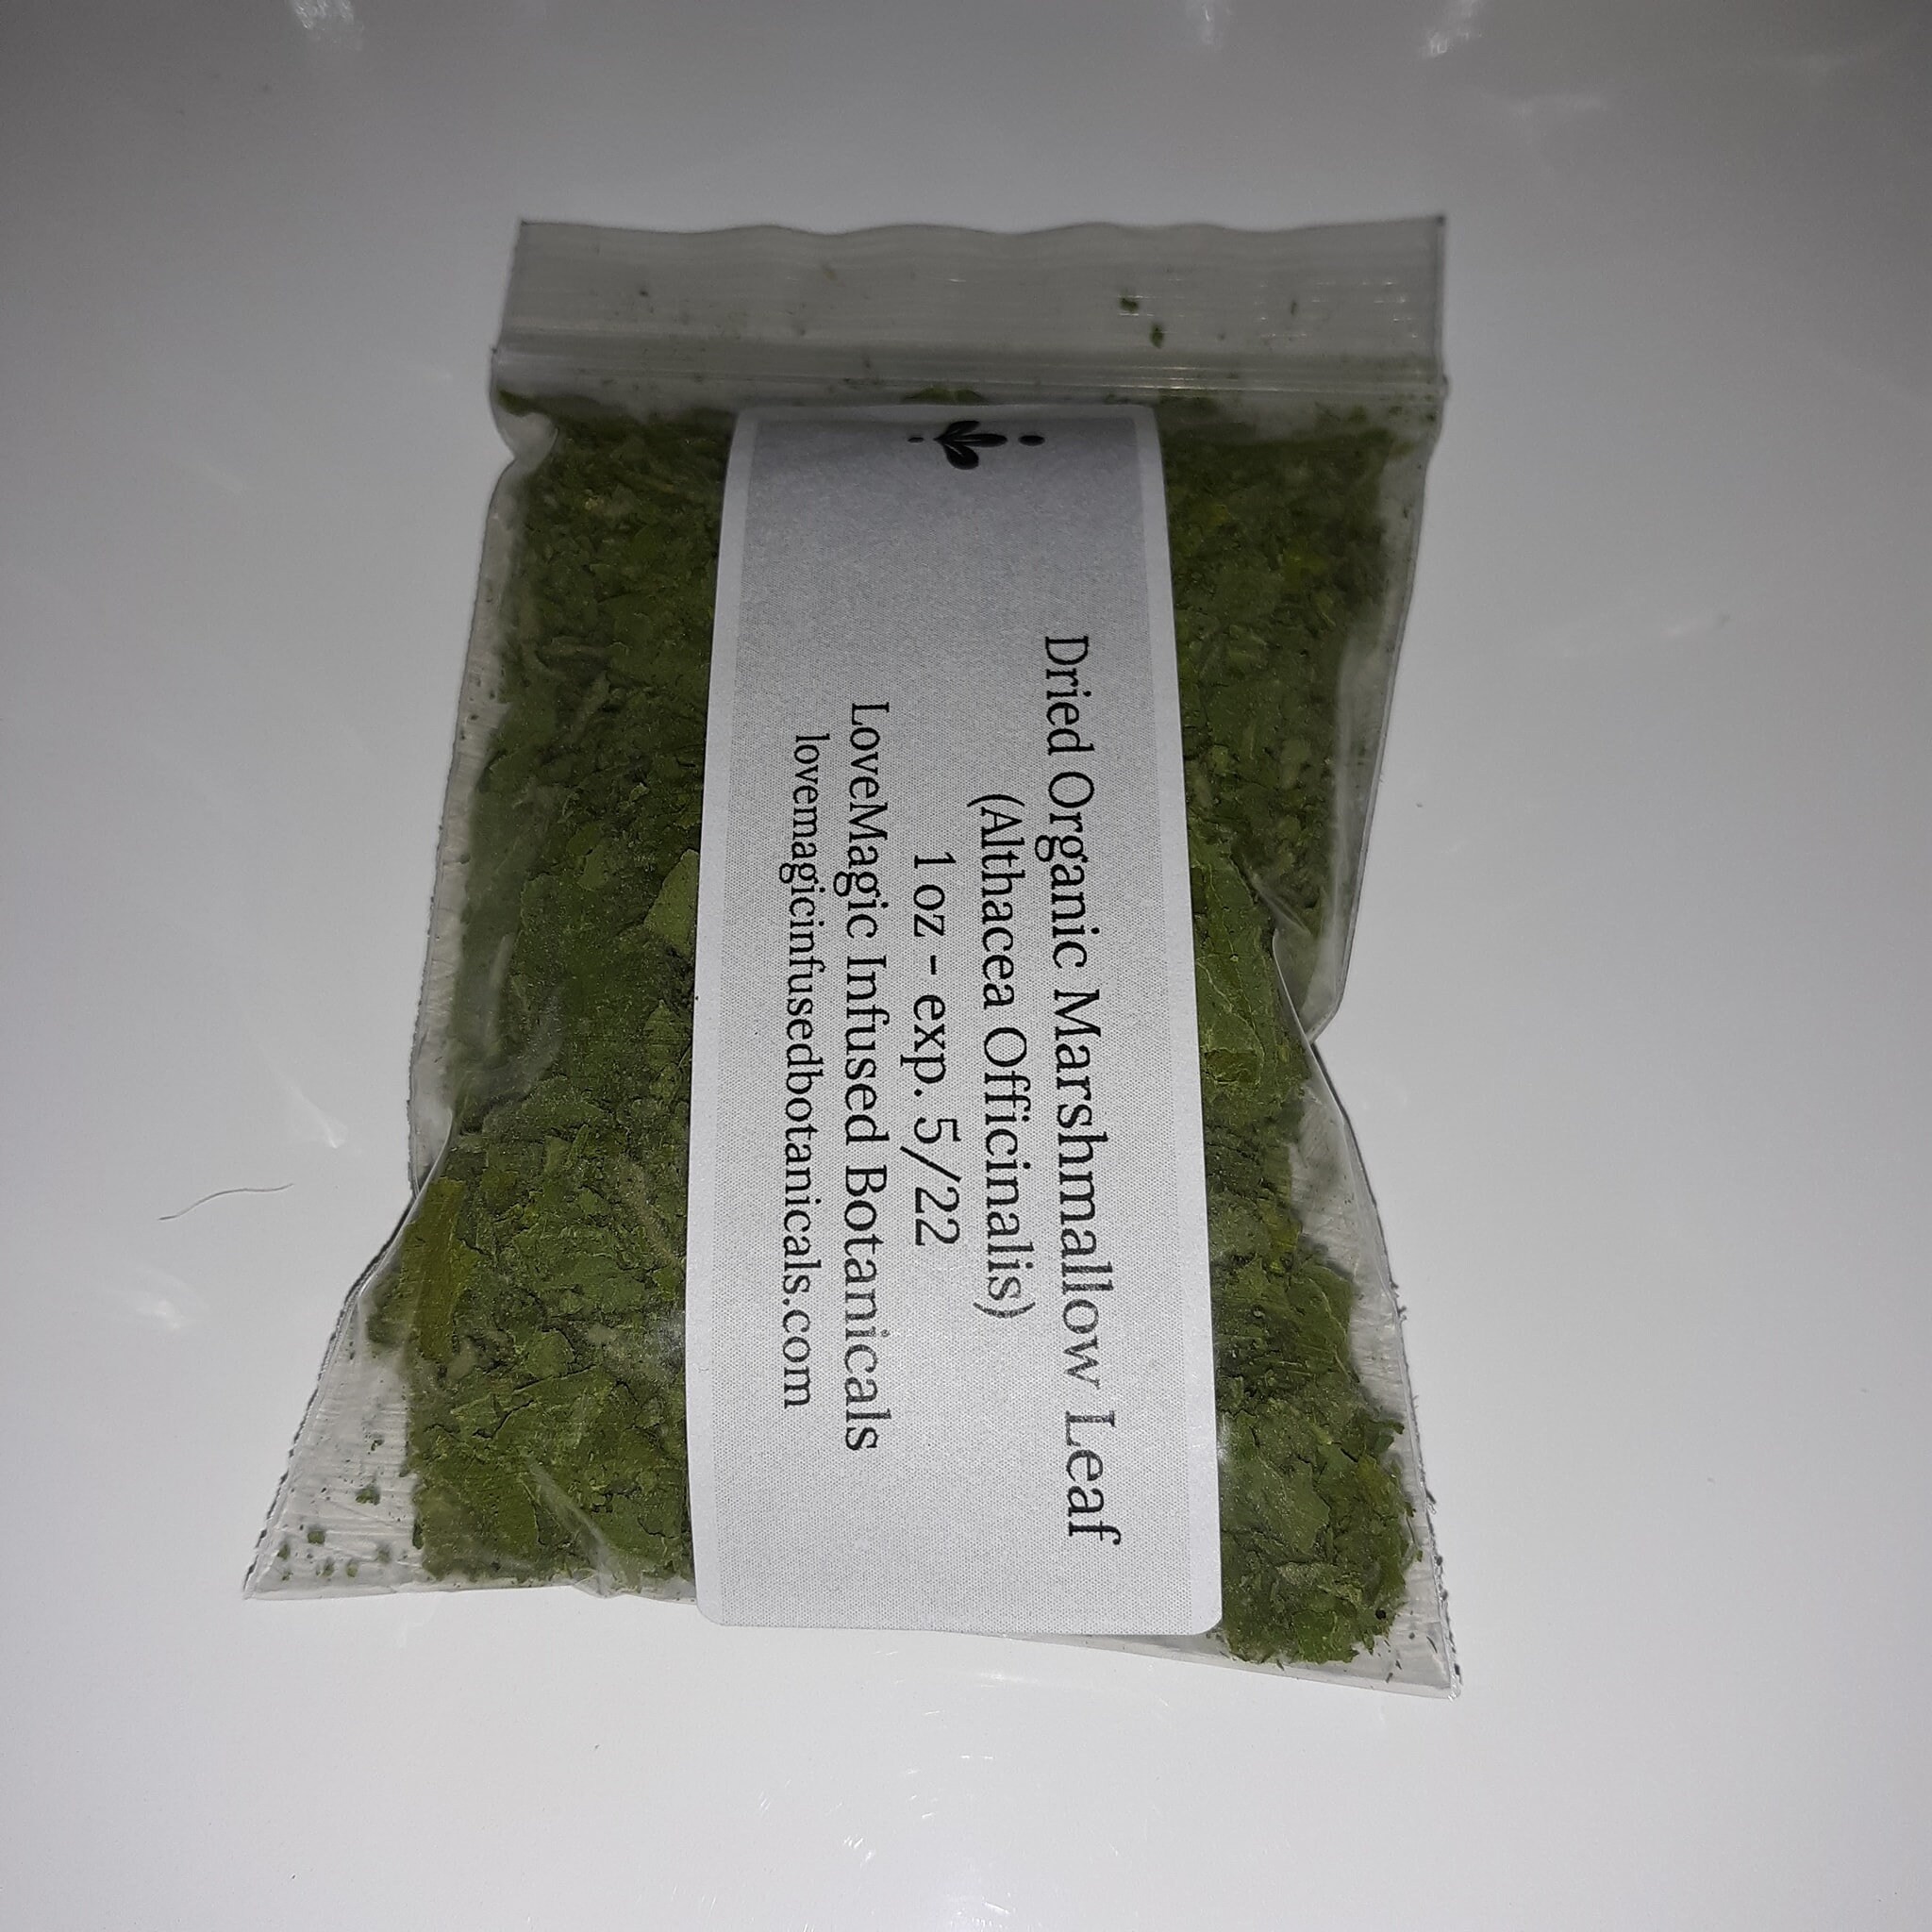 Dried Organic Marshmallow Leaf
(Althacea Officinalis)
1 oz - exp. 5/22
LoveMagic Infused Botanicals
lovemagicinfusedbotanicals.com